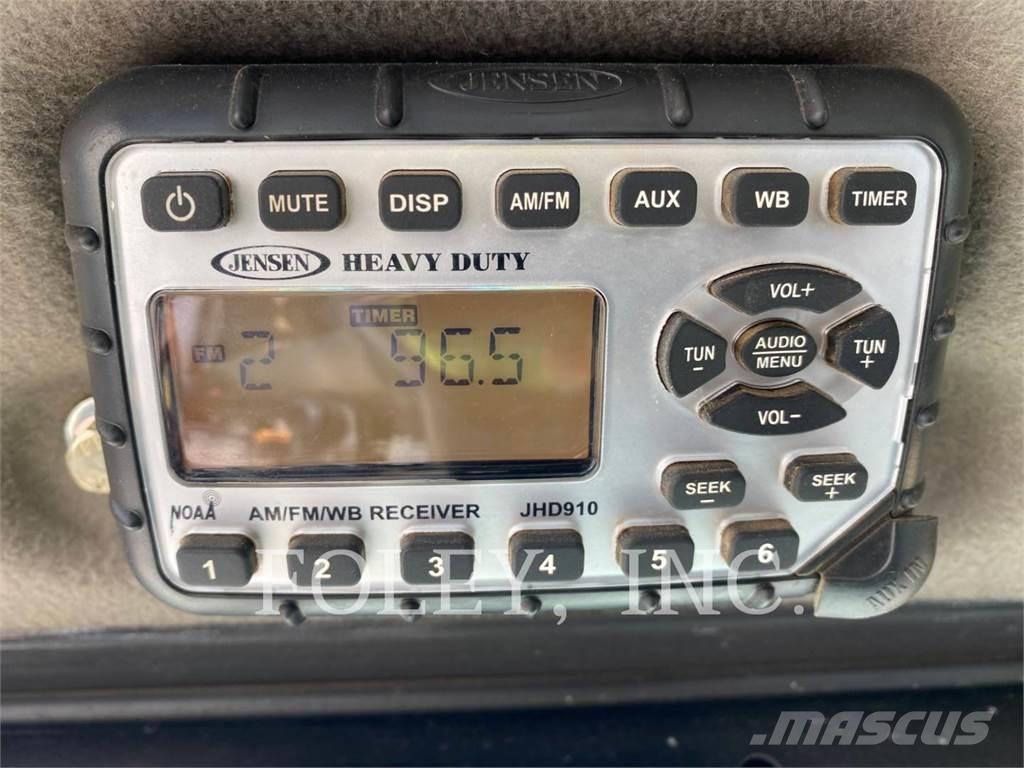 JENSEN
MUTE DISP AM/FM AUX WB TIMER
JENSEN HEAVY DUTY
TIMER
FM 2 96.5
VOL+
TUN - AUDIO MENU TUN +
VOL-
SEEK - SEEK +
NOAA AM/FM/WB RECEIVER JHD910
1 2 3 4 5 6
AUX IN
FOLEY, INC.
MASCUS